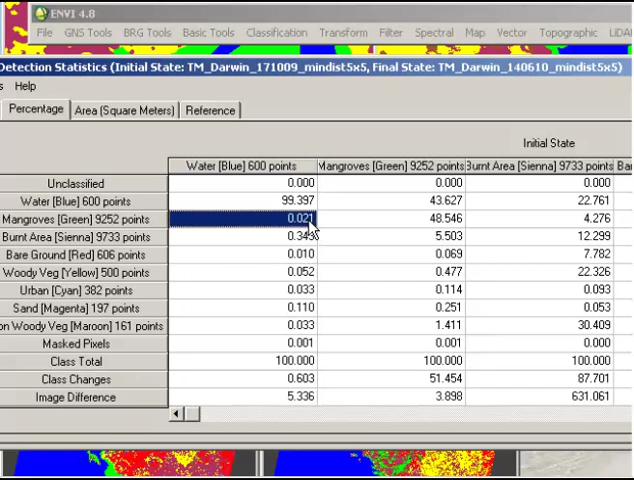 ENVI 4.8
File GNS Tools BRG Tools Basic Tools Classification Transform Filter Spectral Map Vector Topographic LiDA
Detection Statistics (Initial State: TM_Darwin_171009_mindist5x5, Final State: TM_Darwin_140610_mindist5x5)
s Help
Percentage Area (Square Meters) Reference
Initial State
Water [Blue] 600 points Mangroves [Green] 9252 points Burnt Area [Sienna] 9733 points Ba
Unclassified 0.000 0.000 0.000
Water [Blue] 600 points 99.397 43.627 22.761
Mangroves [Green] 9252 points 0.021 48.546 4.276
Burnt Area [Sienna] 9733 points 0.343 5.503 12.299
Bare Ground [Red] 606 points 0.010 0.069 7.782
Woody Veg [Yellow] 500 points 0.052 0.477 22.326
Urban [Cyan] 382 points 0.033 0.114 0.093
Sand [Magenta] 197 points 0.110 0.251 0.053
on Woody Veg [Maroon] 161 points 0.033 1.411 30.409
Masked Pixels 0.001 0.001 0.000
Class Total 100.000 100.000 100.000
Class Changes 0.603 51.454 87.701
Image Difference 5.336 3.898 631.061